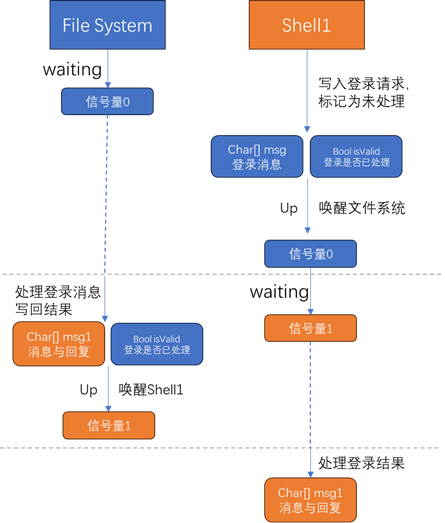 File System
Shell1
waiting
信号量0
写入登录请求，
标记为未处理
Char[] msg
登录消息
Bool isValid
登录是否已处理
Up
唤醒文件系统
信号量0
waiting
处理登录消息
写回结果
信号量1
Char[] msg1
消息与回复
Bool isValid
登录是否已处理
Up
唤醒Shell1
信号量1
处理登录结果
Char[] msg1
消息与回复